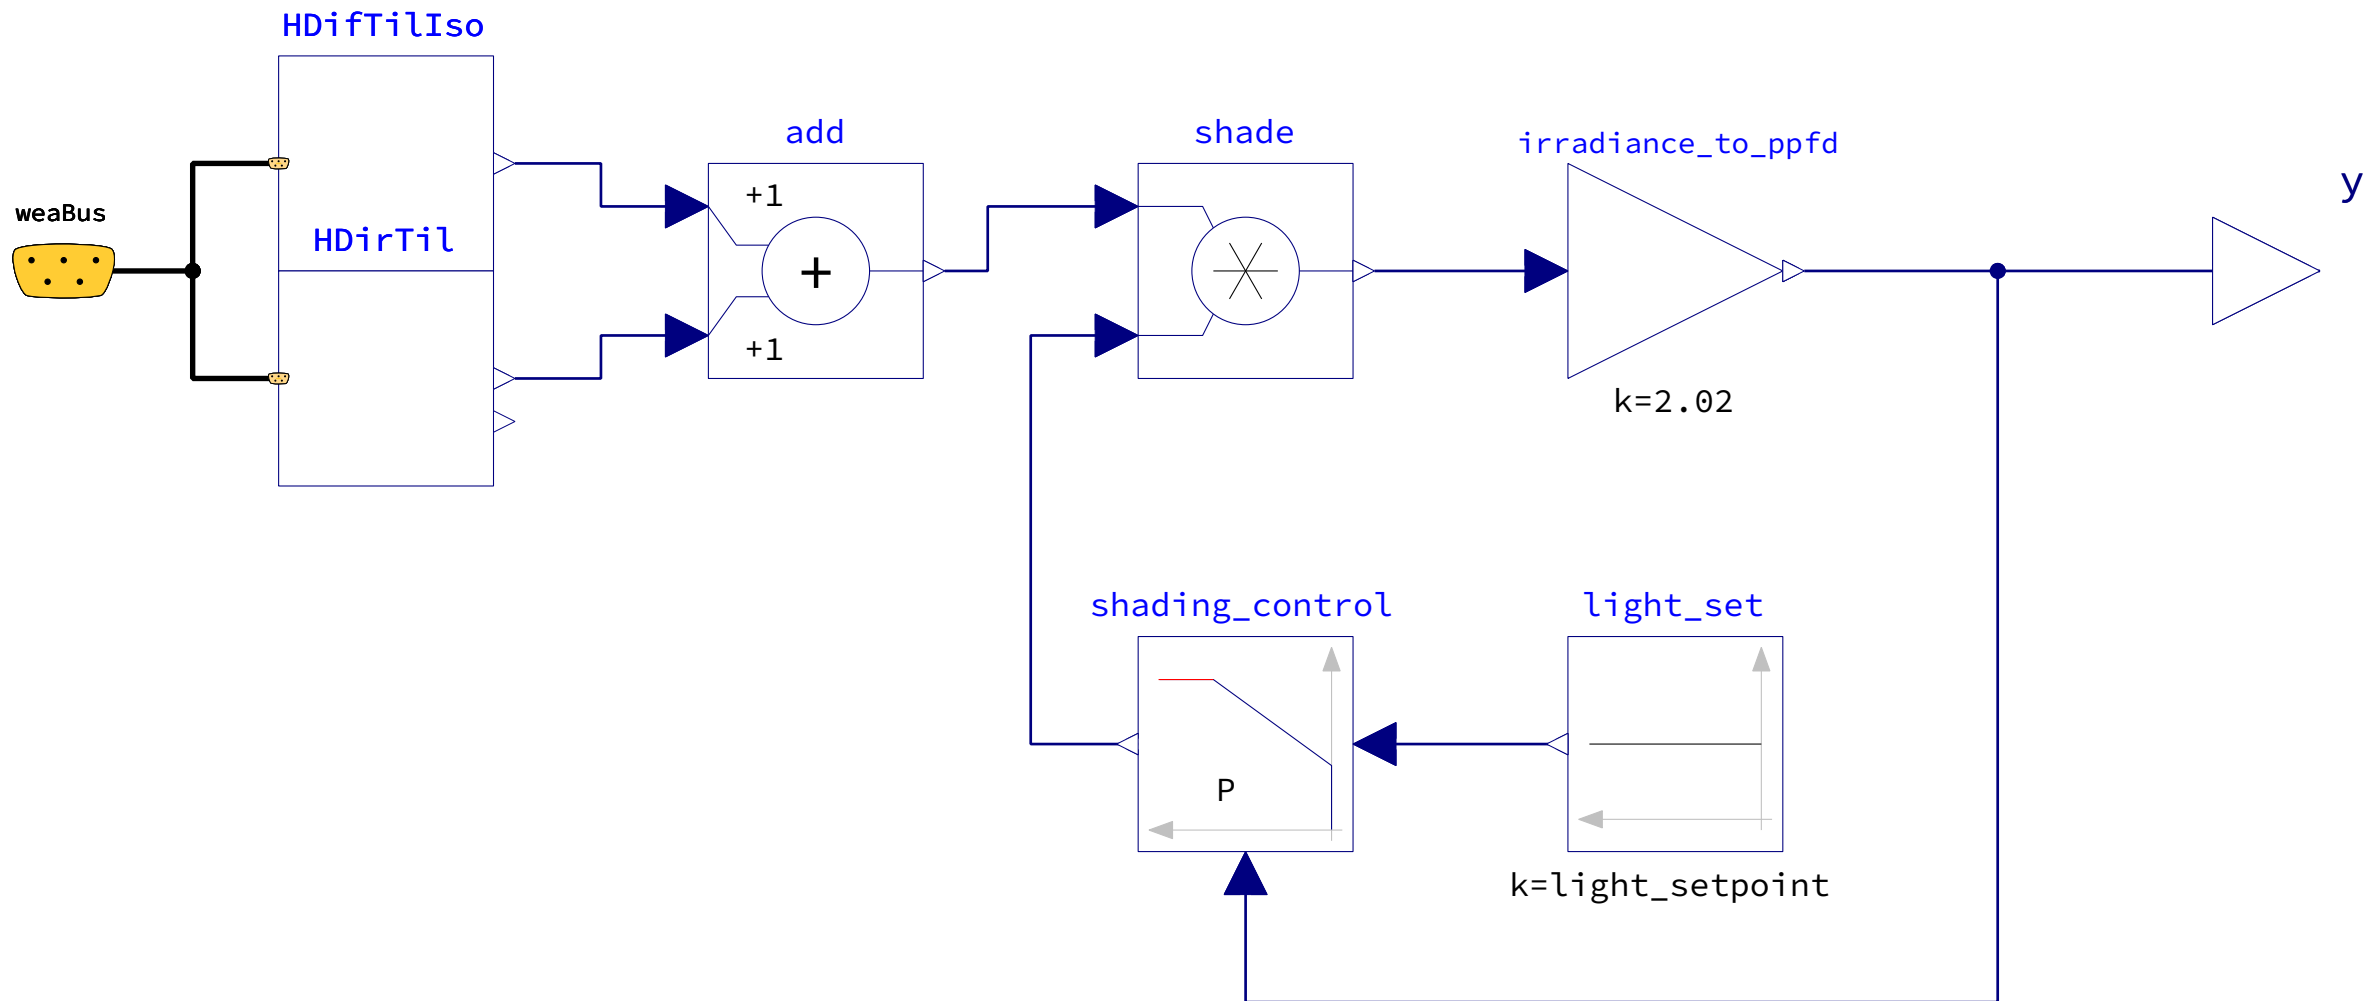 HDifTilIso
weaBus
HDirTil
add
+1
+
+1
shade
irradiance_to_ppfd
k=2.02
y
shading_control
P
light_set
k=light_setpoint